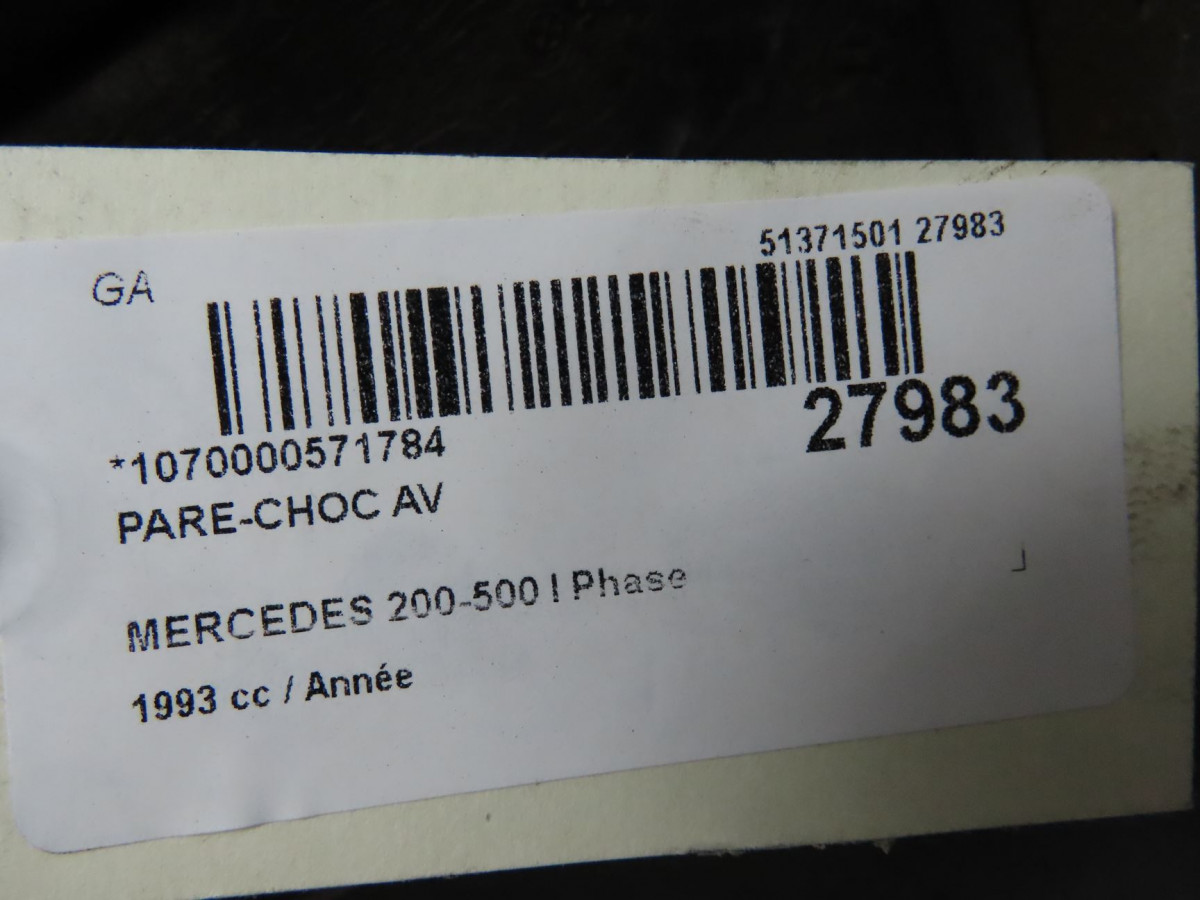 GA
51371501 27983
27983
*1070000571784
PARE-CHOC AV
MERCEDES 200-500 I Phase
1993 cc / Année